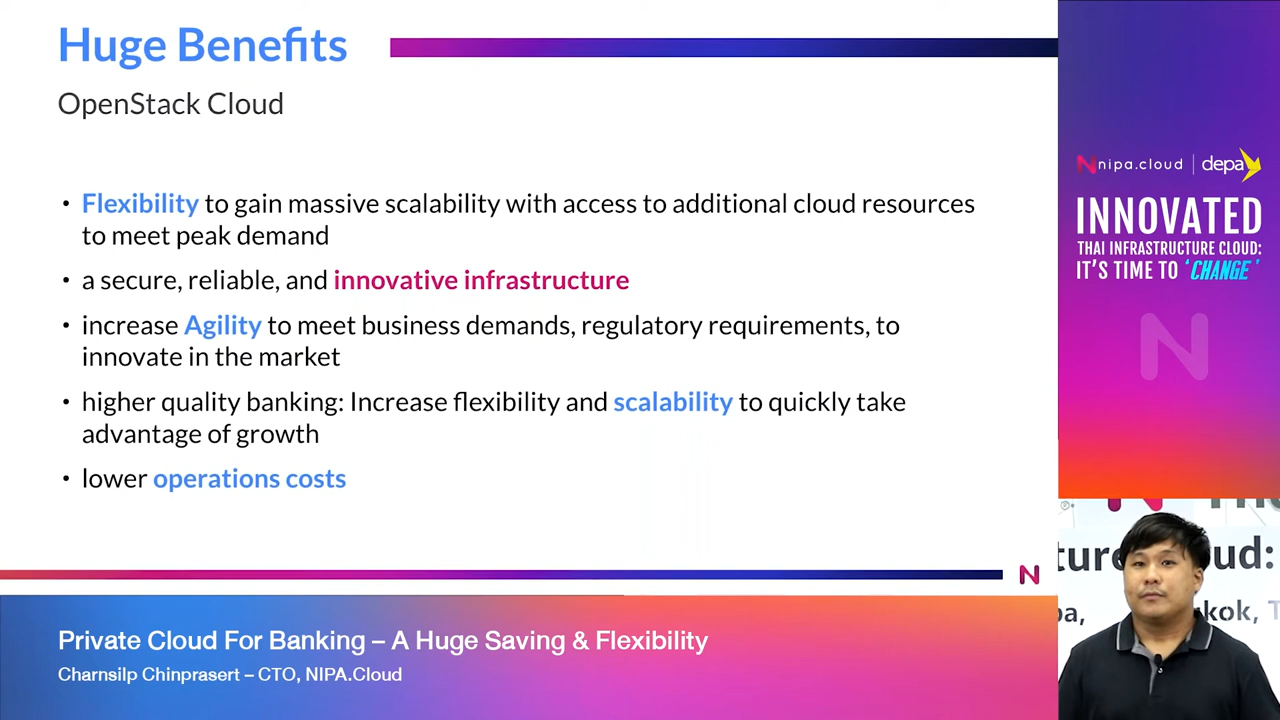 Huge Benefits
OpenStack Cloud
• Flexibility to gain massive scalability with access to additional cloud resources
to meet peak demand
• a secure, reliable, and innovative infrastructure
• increase Agility to meet business demands, regulatory requirements, to
innovate in the market
• higher quality banking: Increase flexibility and scalability to quickly take
advantage of growth
• lower operations costs
N
Private Cloud For Banking – A Huge Saving & Flexibility
Charnsilp Chinprasert – CTO, NIPA.Cloud
nipa.cloud | depa
INNOVATED
THAI INFRASTRUCTURE CLOUD:
IT'S TIME TO 'CHANGE'
N